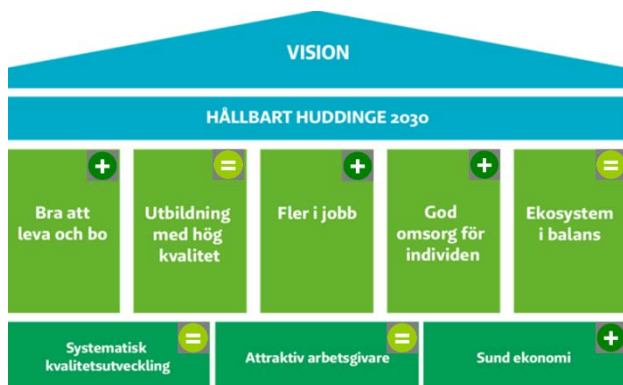 VISION
HÅLLBART HUDDINGE 2030
+
Bra att
leva och bo
=
Utbildning
med hög
kvalitet
+
Fler i jobb
+
God
omsorg för
individen
=
Ekosystem
i balans
=
Systematisk
kvalitetsutveckling
=
Attraktiv arbetsgivare
+
Sund ekonomi